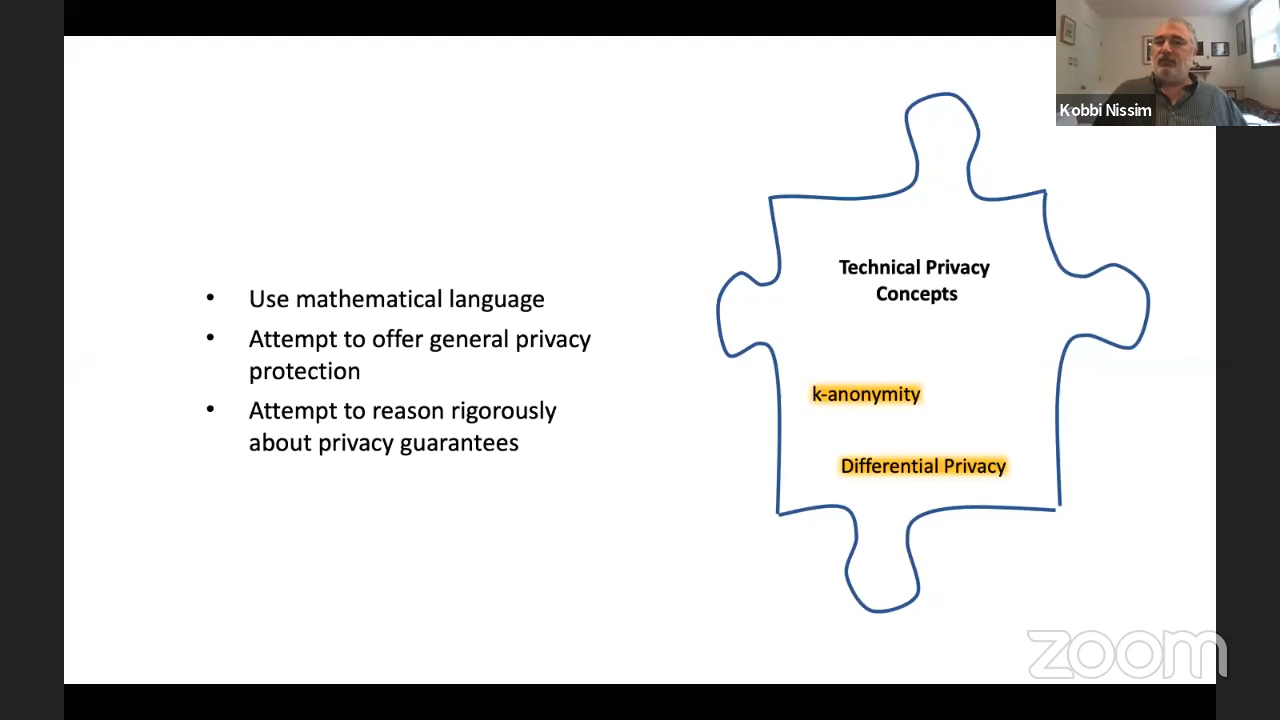 Kobbi Nissim
Technical Privacy
Concepts
• Use mathematical language
• Attempt to offer general privacy
protection
• Attempt to reason rigorously
about privacy guarantees
k-anonymity
Differential Privacy
zoom